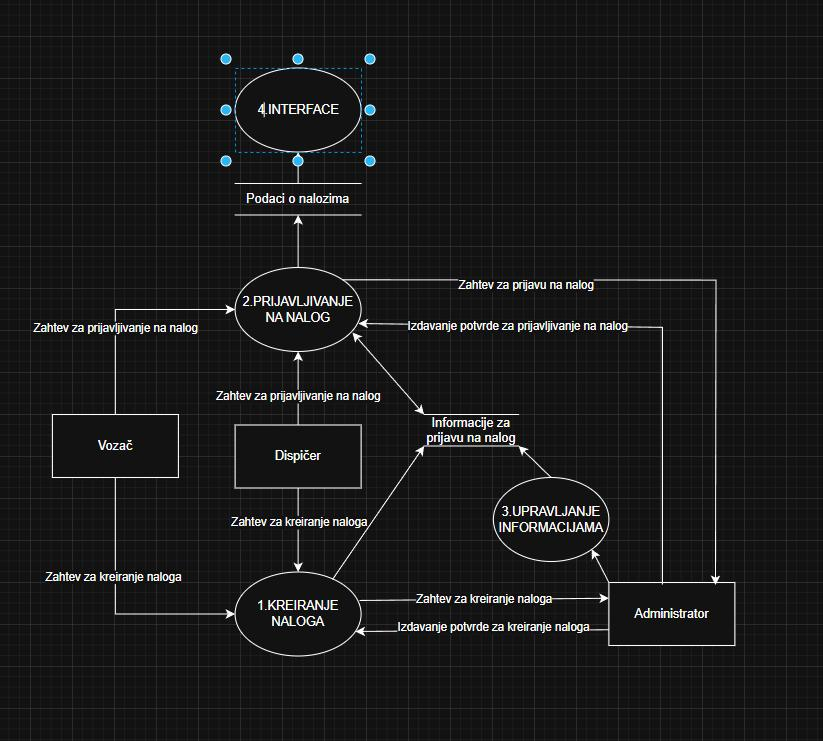 4.INTERFACE
Podaci o nalozima
Zahtev za prijavu na nalog
2.PRIJAVLJIVANJE
NA NALOG
Zahtev za prijavljivanje na nalog
Izdavanje potvrde za prijavljivanje na nalog
Zahtev za prijavljivanje na nalog
Informacije za
prijavu na nalog
Vozač
Dispičer
3.UPRAVLJANJE
INFORMACIJAMA
Zahtev za kreiranje naloga
Zahtev za kreiranje naloga
1.KREIRANJE
NALOGA
Zahtev za kreiranje naloga
Izdavanje potvrde za kreiranje naloga
Administrator